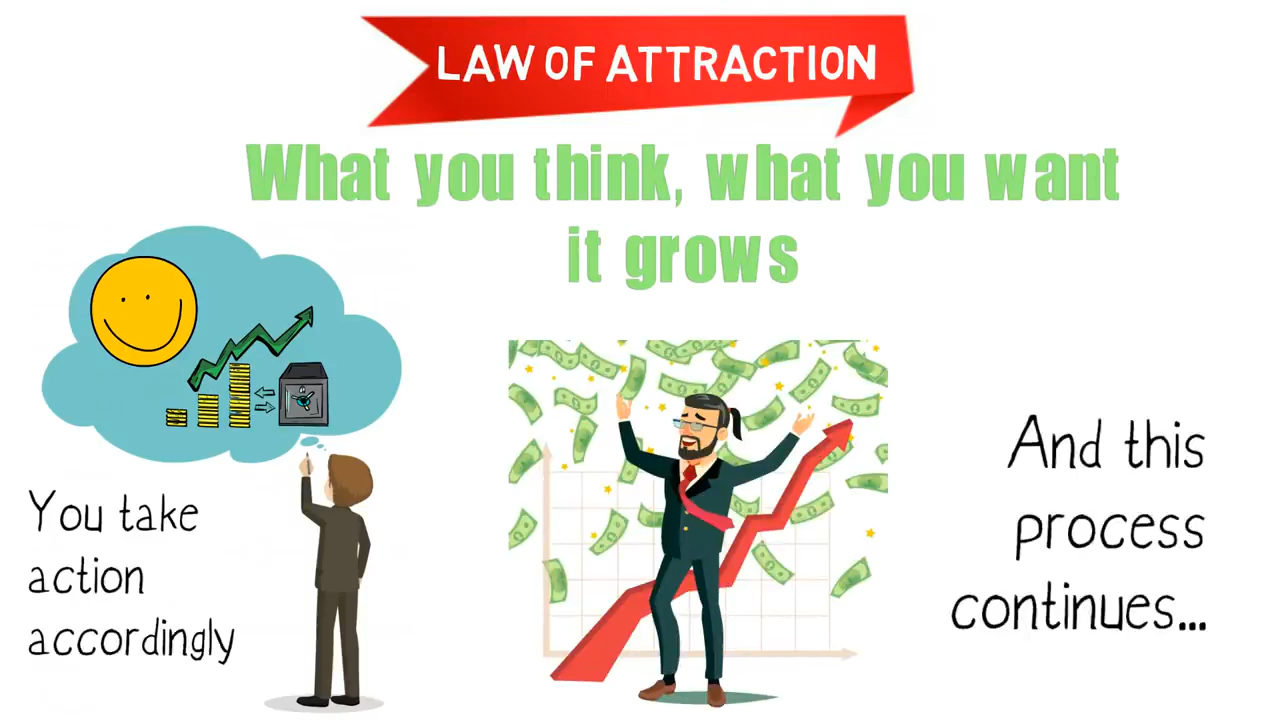 LAW OF ATTRACTION
What you think, what you want
it grows
You take
action
accordingly
And this
process
continues...